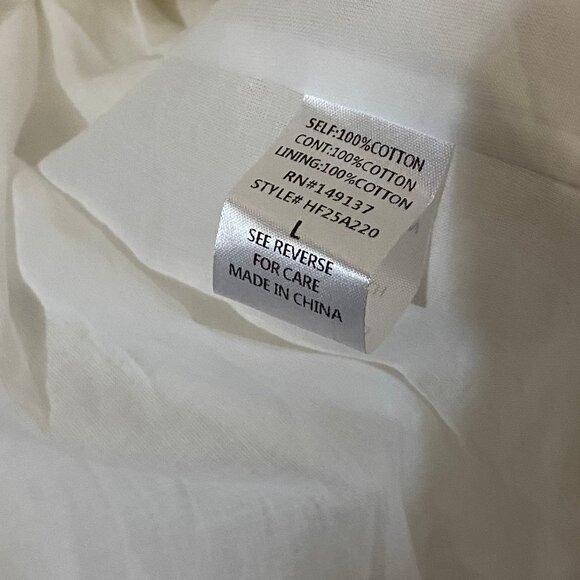 SELF:100%COTTON
CONT:100%COTTON
LINING:100%COTTON
RN#149137
STYLE# HF25A220
L
SEE REVERSE
FOR CARE
MADE IN CHINA